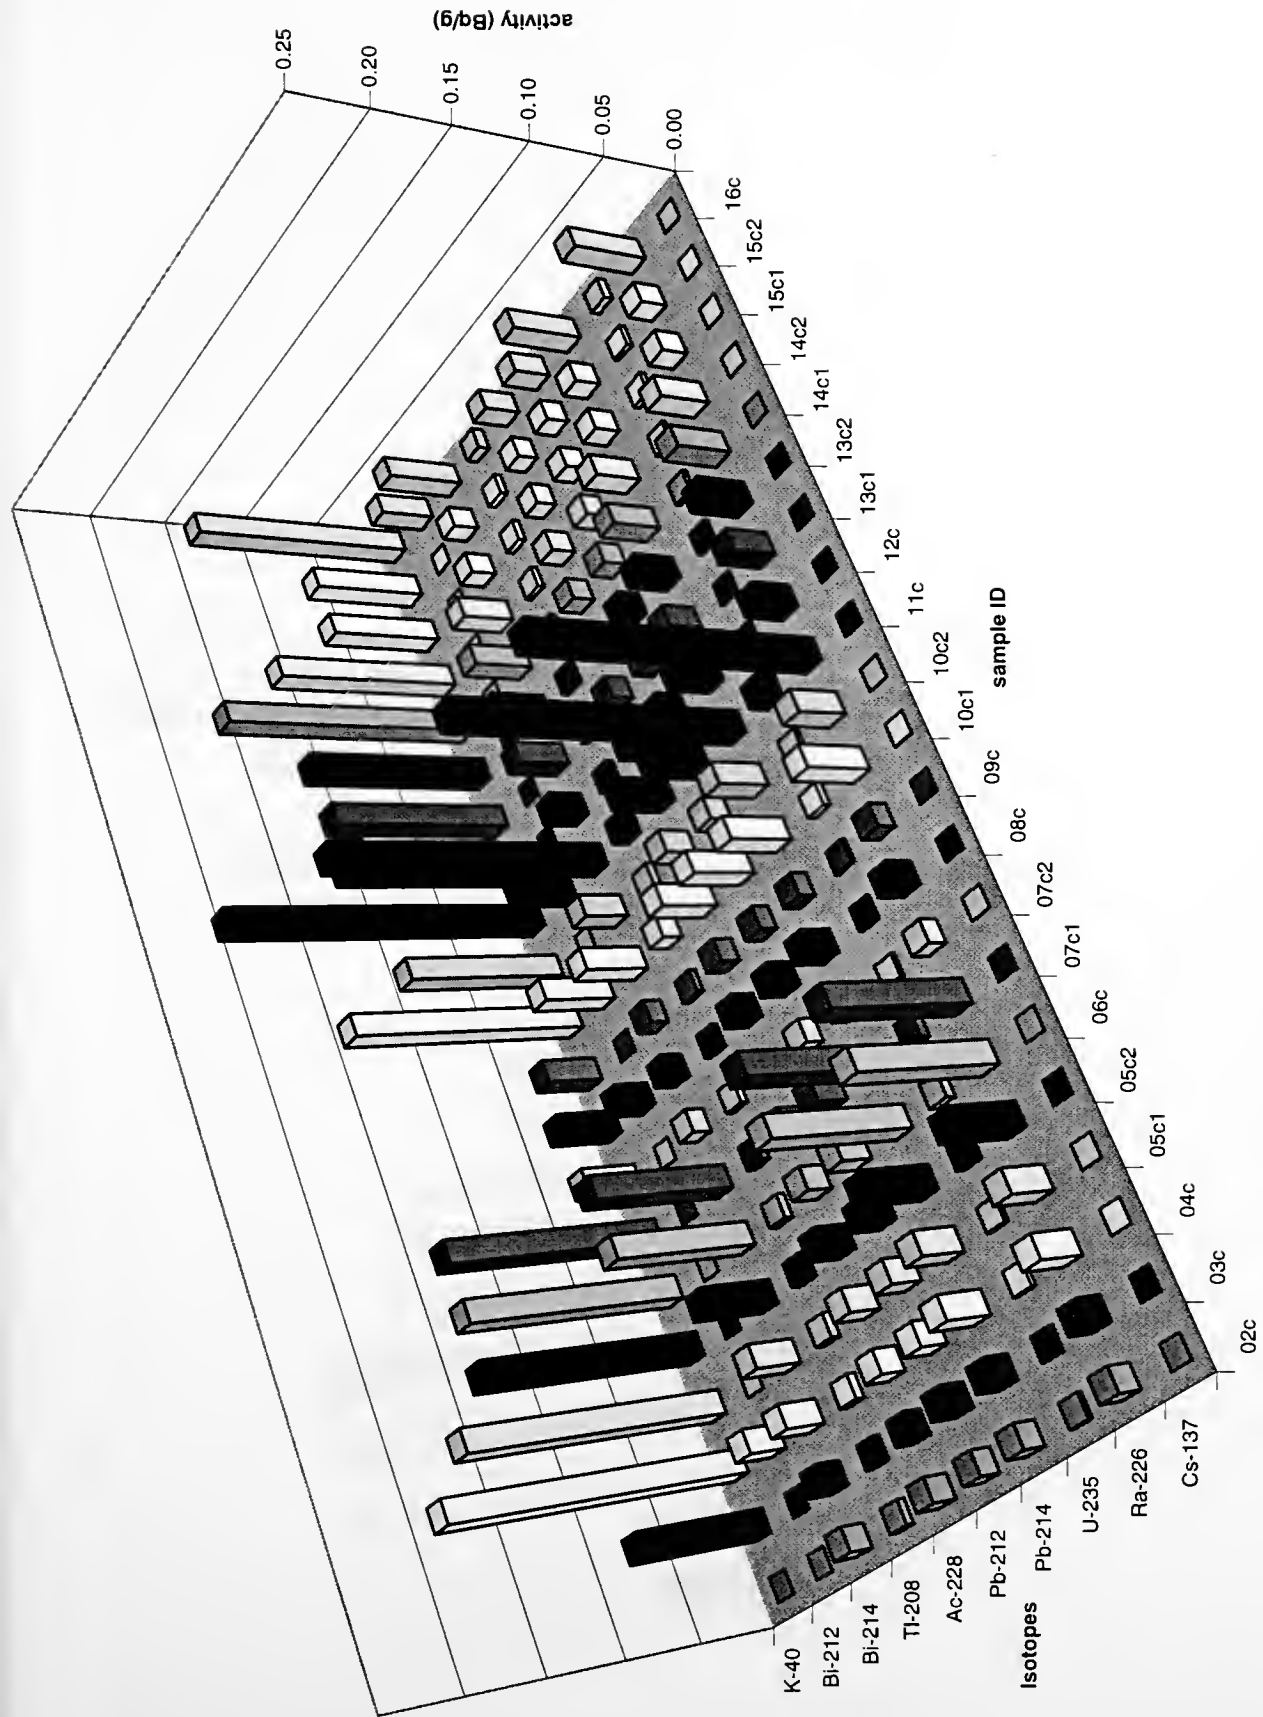 activity (Bq/g)
0.25
0.20
0.15
0.10
0.05
0.00
16c
15c2
15c1
14c2
14c1
13c2
13c1
12c
11c
10c2
10c1
09c
08c
07c2
07c1
06c
05c2
05c1
04c
03c
02c
sample ID
K-40
Bi-212
Bi-214
Tl-208
Ac-228
Pb-212
Pb-214
U-235
Ra-226
Cs-137
Isotopes